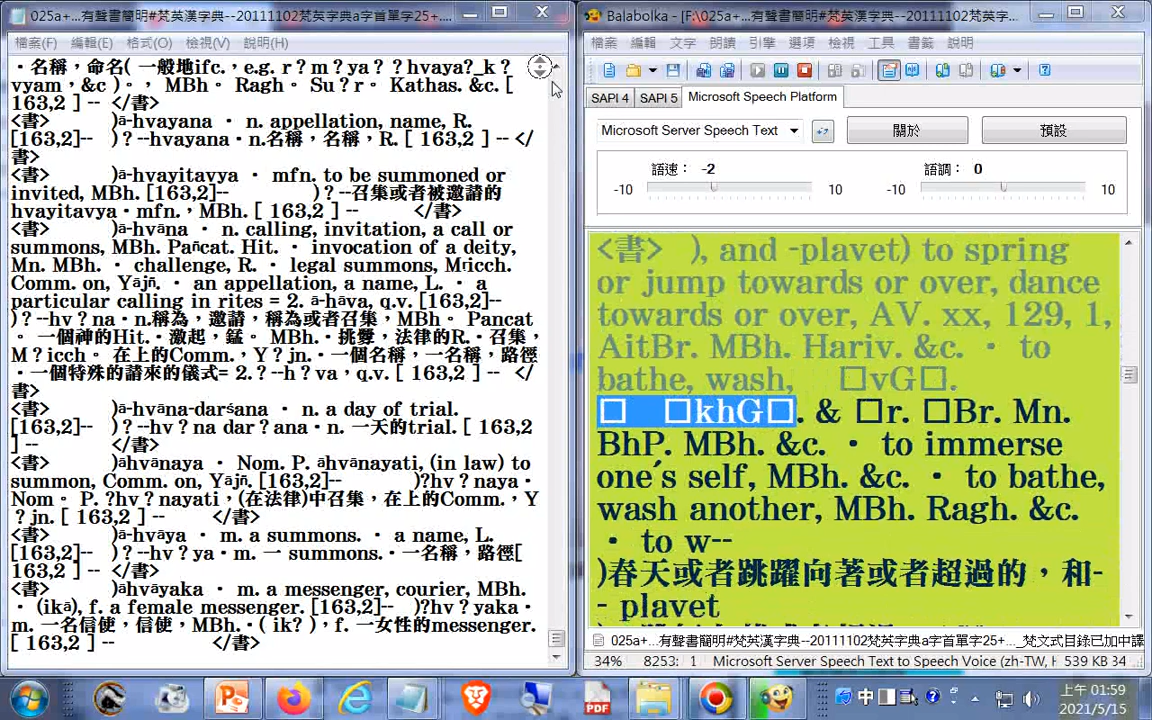 025a+...有聲書簡明#梵英漢字典--20111102梵英字典a字首單字25+...
檔案(F) 編輯(E) 格式(O) 檢視(V) 說明(H)
‧名稱，命名( 一般地ifc.，e.g. r？m？ya？？hvaya?_k？
vyam，&c )。， MBh。Ragh。Su？r。Kathas. &c. [
163,2] -- </書>
<書> )ā-hvayana ‧ n. appellation, name, R.
[163,2]-- )？--hvayana‧n.名稱，名稱，R. [ 163,2 ] -- </
書>
<書> )ā-hvayitavya ‧ mfn. to be summoned or
invited, MBh. [163,2]-- )？--召集或者被邀請的
hvayitavya‧mfn.，MBh. [ 163,2 ] -- </書>
<書> )ā-hvāna ‧ n. calling, invitation, a call or
summons, MBh. Pañcat. Hit. ‧ invocation of a deity,
Mn. MBh. ‧ challenge, R. ‧ legal summons, Mṛicch.
Comm. on, Yājñ. ‧ an appellation, a name, L. ‧ a
particular calling in rites = 2. ā-hāva, q.v. [163,2]--
)？--hv？na‧n.稱為，邀請，稱為或者召集，MBh。Pancat
。一個神的Hit.‧激起，錳。MBh.‧挑釁，法律的R.‧召集，
M？icch。 在上的Comm.，Y？jn.‧一個名稱，一名稱，路徑
‧一個特殊的請來的儀式= 2.？--h？va，q.v. [ 163,2 ] -- </
書>
<書> )ā-hvāna-darśana ‧ n. a day of trial.
[163,2]-- )？--hv？na dar？ana‧n. 一天的trial. [ 163,2
] -- </書>
<書> )āhvānaya ‧ Nom. P. āhvānayati, (in law) to
summon, Comm. on, Yājñ. [163,2]-- )?hv？naya‧
Nom。P. ?hv？nayati，(在法律)中召集，在上的Comm.，Y
？jn. [ 163,2 ] -- </書>
<書> )ā-hvāya ‧ m. a summons. ‧ a name, L.
[163,2]-- )？--hv？ya‧m. 一 summons.‧一名稱，路徑[
163,2 ] -- </書>
<書> )āhvāyaka ‧ m. a messenger, courier, MBh.
‧ (ikā), f. a female messenger. [163,2]-- )?hv？yaka‧
m. 一名信使，信使，MBh.‧( ik？)，f. 一女性的messenger.
[ 163,2 ] -- </書>
Balabolka - [F:\025a+...有聲書簡明#梵英漢字典--20111102梵英字...
檔案 編輯 文字 朗讀 引擎 選項 檢視 工具 書籤 說明
SAPI 4 SAPI 5 Microsoft Speech Platform
Microsoft Server Speech Text 關於 預設
語速： -2 語調： 0
-10 10 -10 10
<書> ), and -plavet) to spring
or jump towards or over, dance
towards or over, AV. xx, 129, 1,
AitBr. MBh. Hariv. &c. ‧ to
bathe, wash, □vG□.
□ □khG□. & □r. □Br. Mn.
BhP. MBh. &c. ‧ to immerse
one's self, MBh. &c. ‧ to bathe,
wash another, MBh. Ragh. &c.
‧ to w--
)春天或者跳躍向著或者超過的，和-
- plavet
025a+...有聲書簡明#梵英漢字典--20111102梵英字典a字首單字25+..._梵文式目錄已加中譯
34% 8253: 1 Microsoft Server Speech Text to Speech Voice (zh-TW, H 539 KB 34
中
上午 01:59
2021/5/15